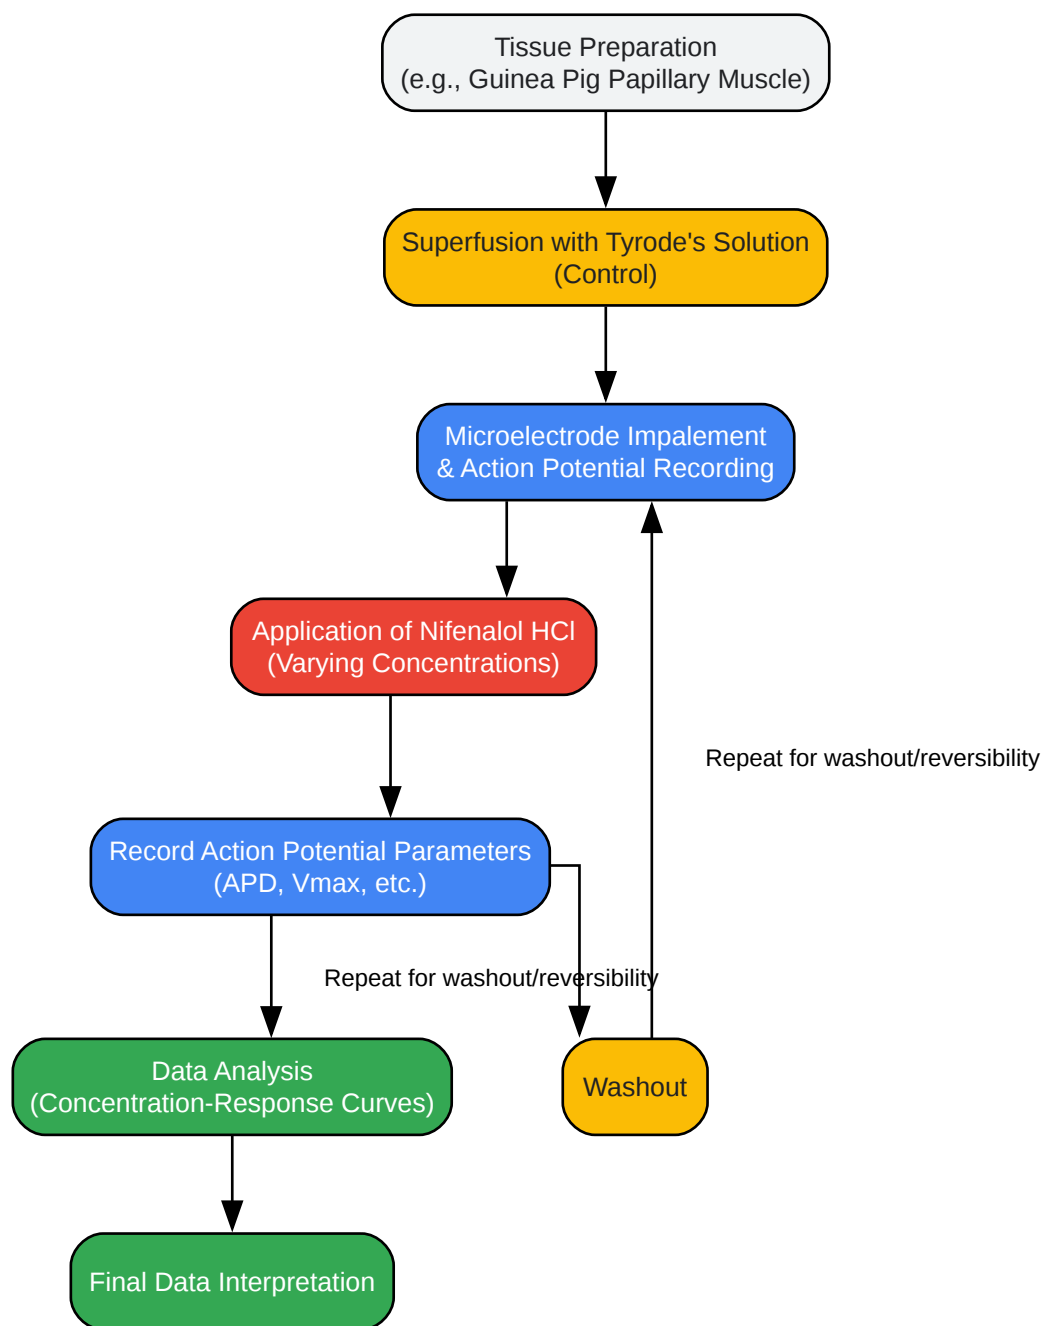 Tissue Preparation
(e.g., Guinea Pig Papillary Muscle)
Superfusion with Tyrode's Solution
(Control)
Microelectrode Impalement
& Action Potential Recording
Application of Nifenalol HCl
(Varying Concentrations)
Repeat for washout/reversibility
Record Action Potential Parameters
(APD, Vmax, etc.)
Repeat for washout/reversibility
Data Analysis
(Concentration-Response Curves)
Washout
Final Data Interpretation